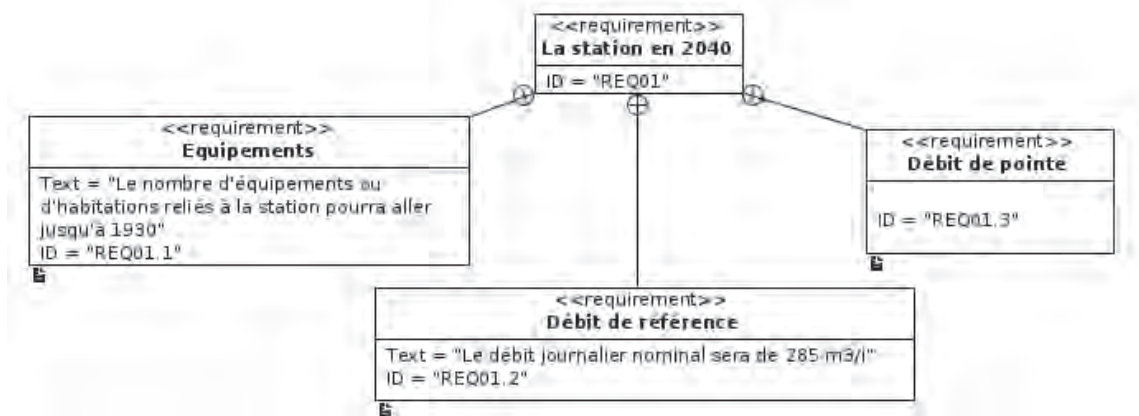 <<requirement>>
La station en 2040
ID = "REQ01"
<<requirement>>
Equipements
Text = "Le nombre d'équipements ou
d'habitations reliés à la station pourra aller
jusqu'à 1930"
ID = "REQ01.1"
<<requirement>>
Débit de pointe
ID = "REQ01.3"
<<requirement>>
Débit de référence
Text = "Le débit journalier nominal sera de 285 m3/j"
ID = "REQ01.2"